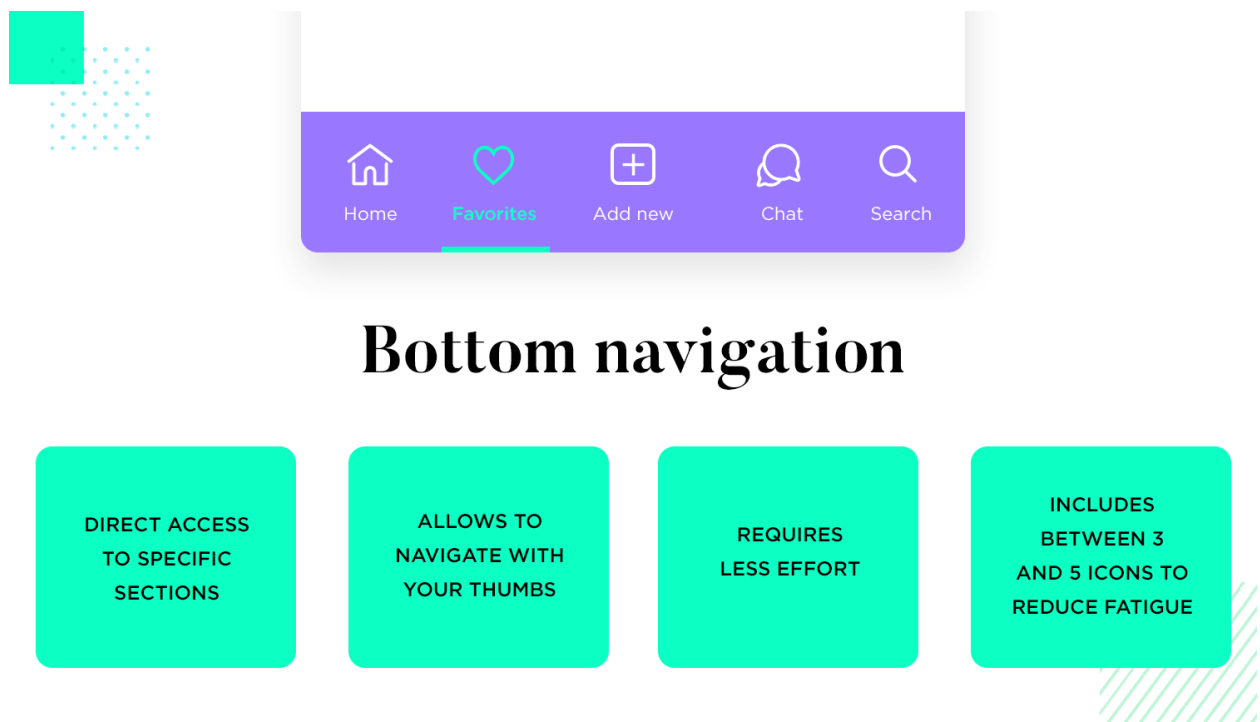 Home
Favorites
Add new
Chat
Search
Bottom navigation
DIRECT ACCESS
TO SPECIFIC
SECTIONS
ALLOWS TO
NAVIGATE WITH
YOUR THUMBS
REQUIRES
LESS EFFORT
INCLUDES
BETWEEN 3
AND 5 ICONS TO
REDUCE FATIGUE